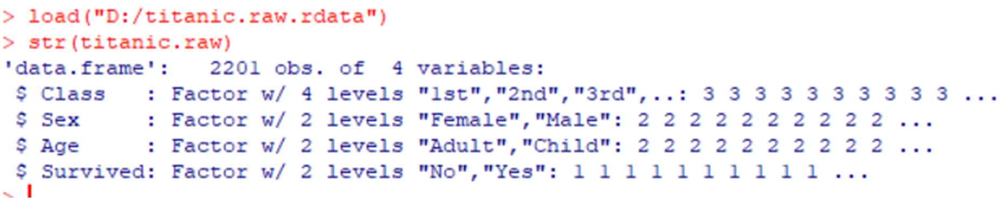 > load("D:/titanic.raw.rdata")
> str(titanic.raw)
'data.frame':   2201 obs. of  4 variables:
 $ Class   : Factor w/ 4 levels "1st","2nd","3rd",..: 3 3 3 3 3 3 3 3 3 3 ...
 $ Sex     : Factor w/ 2 levels "Female","Male": 2 2 2 2 2 2 2 2 2 2 ...
 $ Age     : Factor w/ 2 levels "Adult","Child": 2 2 2 2 2 2 2 2 2 2 ...
 $ Survived: Factor w/ 2 levels "No","Yes": 1 1 1 1 1 1 1 1 1 1 ...
>